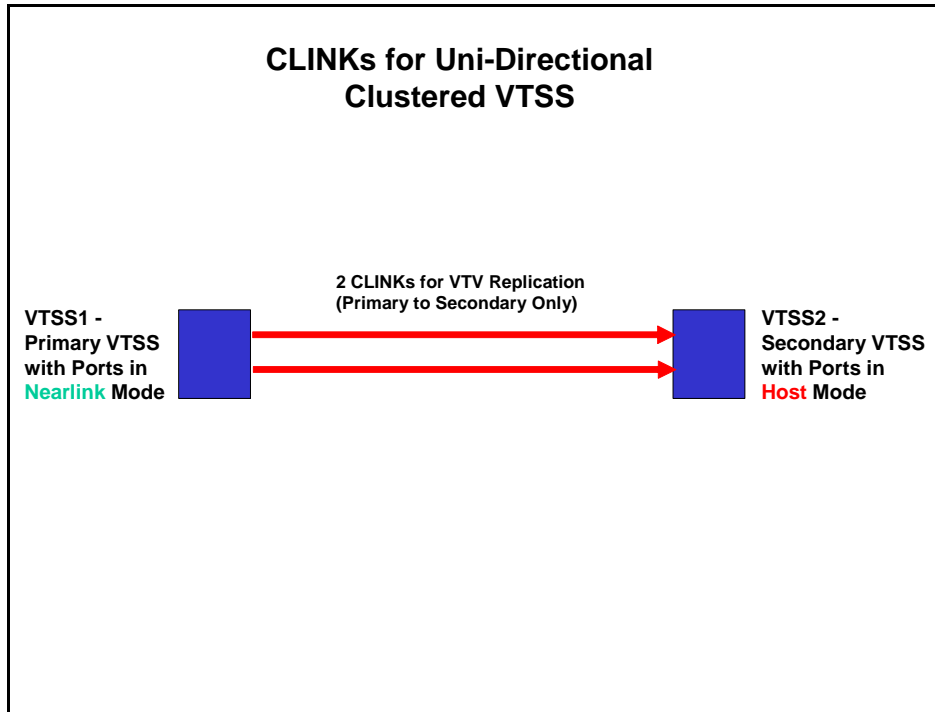 CLINKs for Uni-Directional
Clustered VTSS
2 CLINKs for VTV Replication
(Primary to Secondary Only)
VTSS1 -
Primary VTSS
with Ports in
Nearlink Mode
VTSS2 -
Secondary VTSS
with Ports in
Host Mode